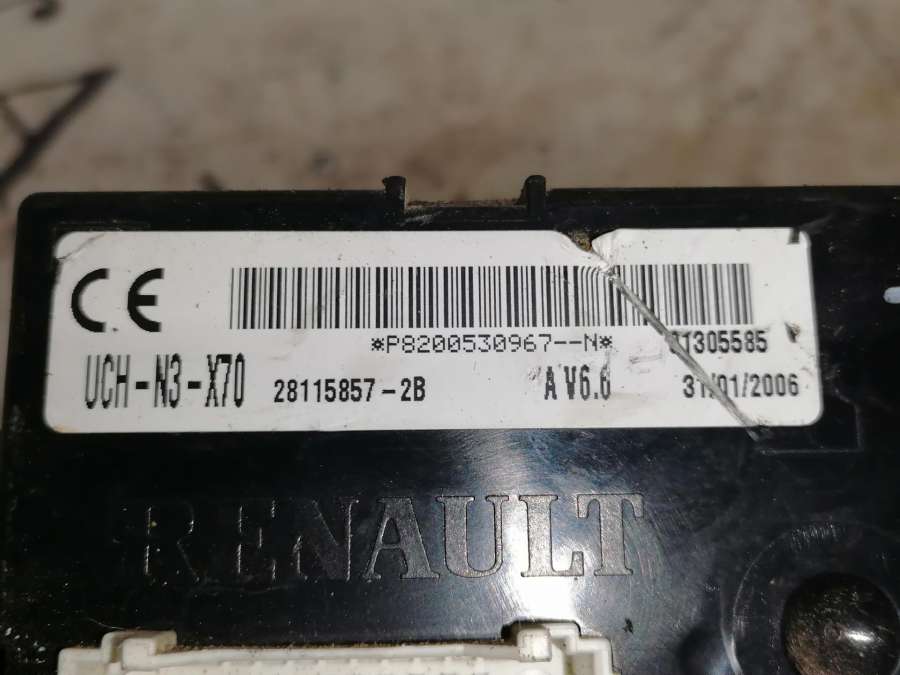 CE
*P8200530967--N*
UCH-N3-X70 28115857-2B A V6.6 31/01/2006
RENAULT